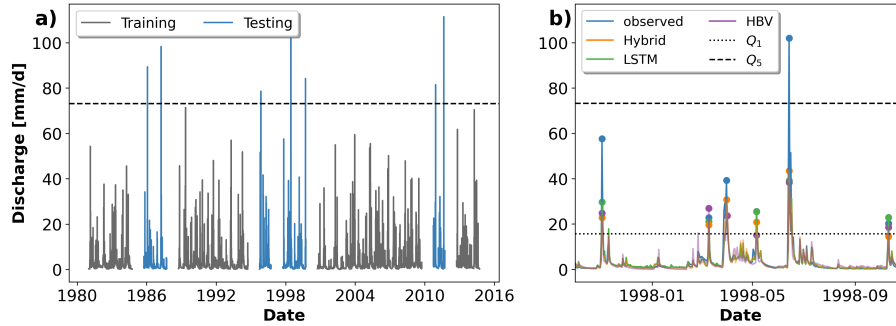 a)
Training
Testing
Discharge [mm/d]
100
80
60
40
20
0
1980
1986
1992
1998
2004
2010
2016
Date
b)
observed
Hybrid
LSTM
HBV
Q₁
Q₅
100
80
60
40
20
0
1998-01
1998-05
1998-09
Date